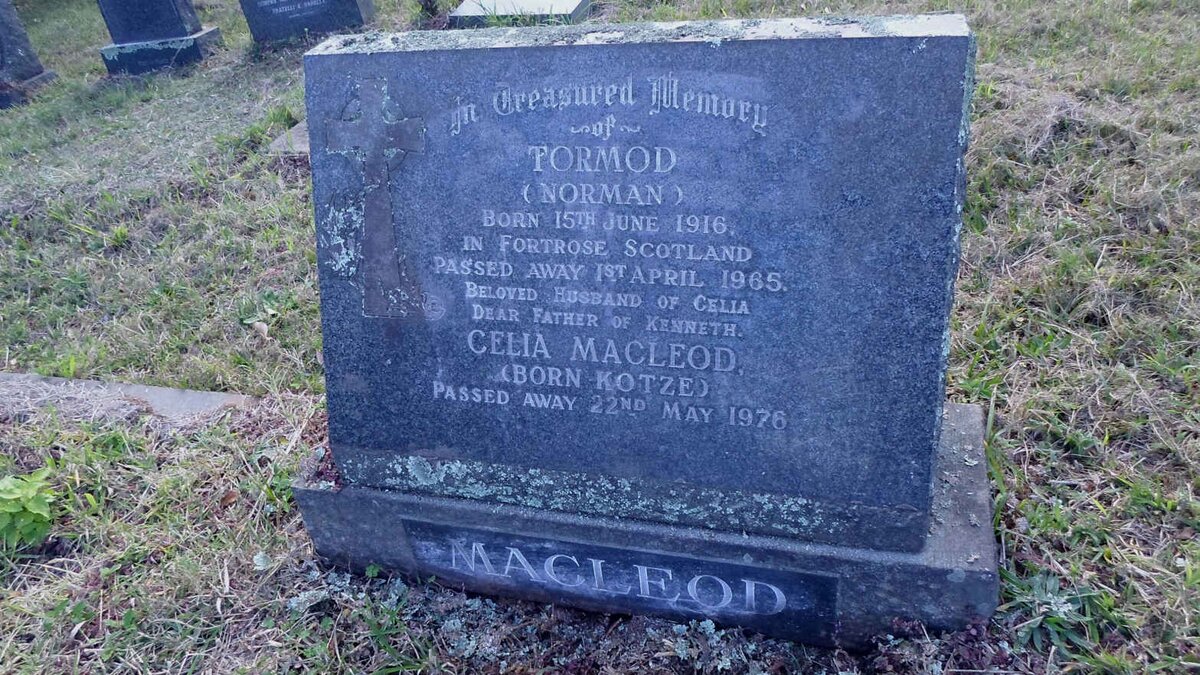 In Treasured Memory
of
TORMOD
(NORMAN)
BORN 15TH JUNE 1916.
IN FORTROSE SCOTLAND
PASSED AWAY 1ST APRIL 1965.
BELOVED HUSBAND OF CELIA
DEAR FATHER OF KENNETH.
CELIA MACLEOD,
(BORN KOTZE)
PASSED AWAY 22ND MAY 1976
MACLEOD